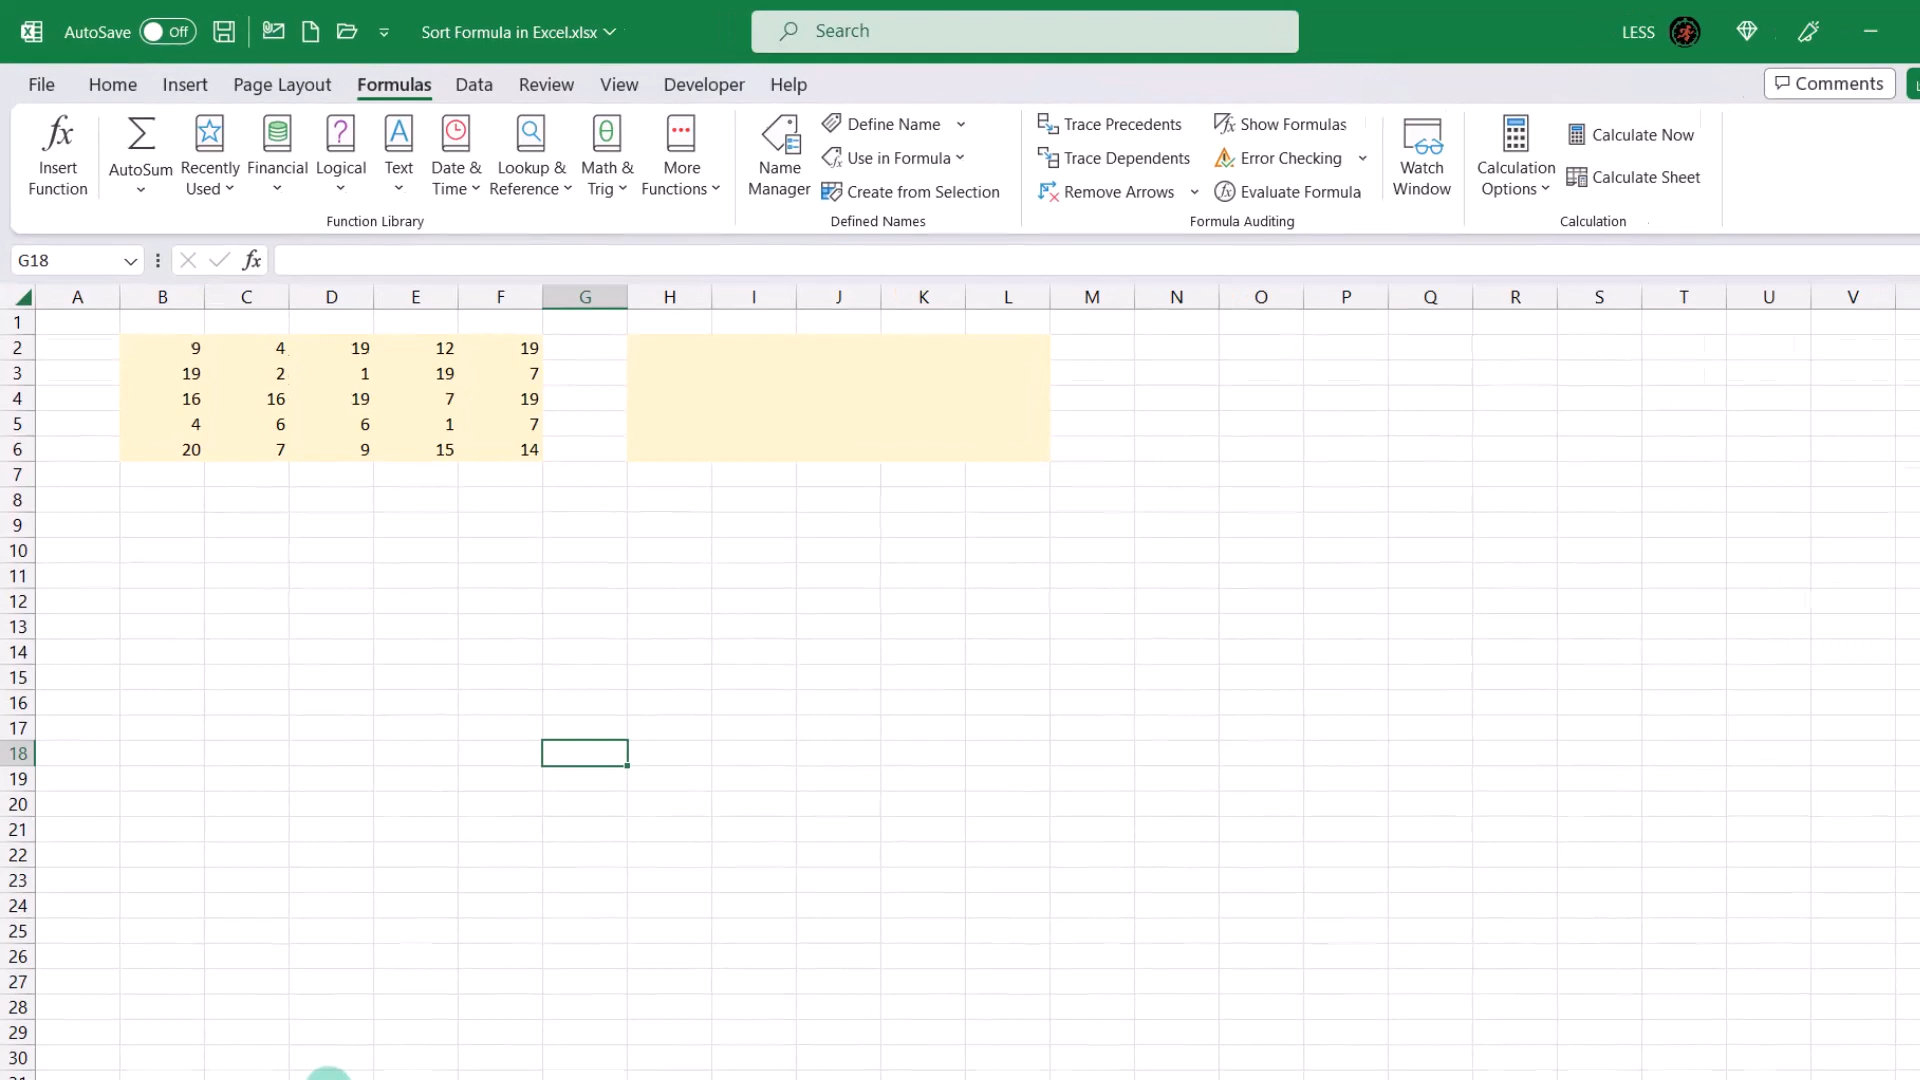 AutoSave Off Sort Formula in Excel.xlsx Search LESS
File Home Insert Page Layout Formulas Data Review View Developer Help Comments
fx Insert Function
AutoSum
Recently Used
Financial
Logical
Text
Date & Time
Lookup & Reference
Math & Trig
More Functions
Function Library
Name Manager
Define Name
Use in Formula
Create from Selection
Defined Names
Trace Precedents
Trace Dependents
Remove Arrows
Show Formulas
Error Checking
Evaluate Formula
Formula Auditing
Watch Window
Calculation Options
Calculate Now
Calculate Sheet
Calculation
G18 fx
A B C D E F G H I J K L M N O P Q R S T U V
1
2 9 4 19 12 19
3 19 2 1 19 7
4 16 16 19 7 19
5 4 6 6 1 7
6 20 7 9 15 14
7
8
9
10
11
12
13
14
15
16
17
18
19
20
21
22
23
24
25
26
27
28
29
30